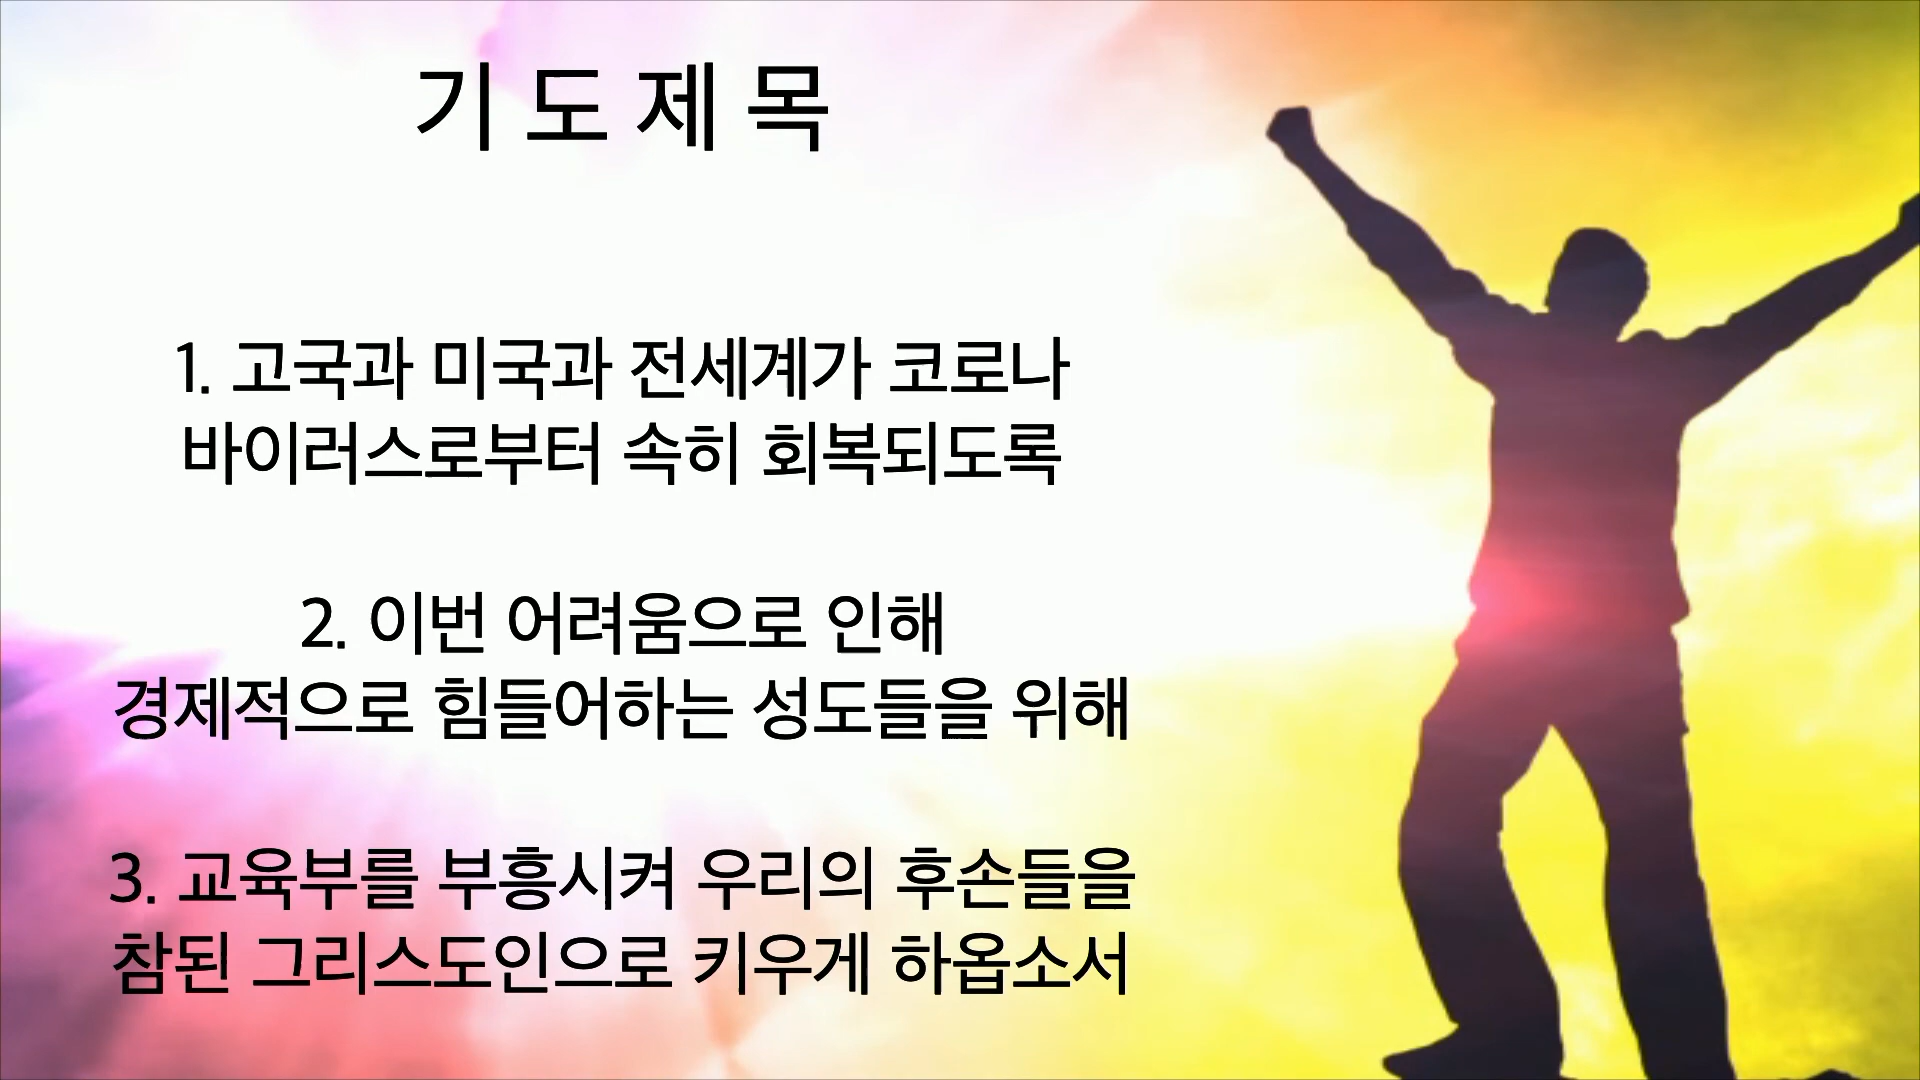 기도제목
1. 고국과 미국과 전세계가 코로나
바이러스로부터 속히 회복되도록
2. 이번 어려움으로 인해
경제적으로 힘들어하는 성도들을 위해
3. 교육부를 부흥시켜 우리의 후손들을
참된 그리스도인으로 키우게 하옵소서